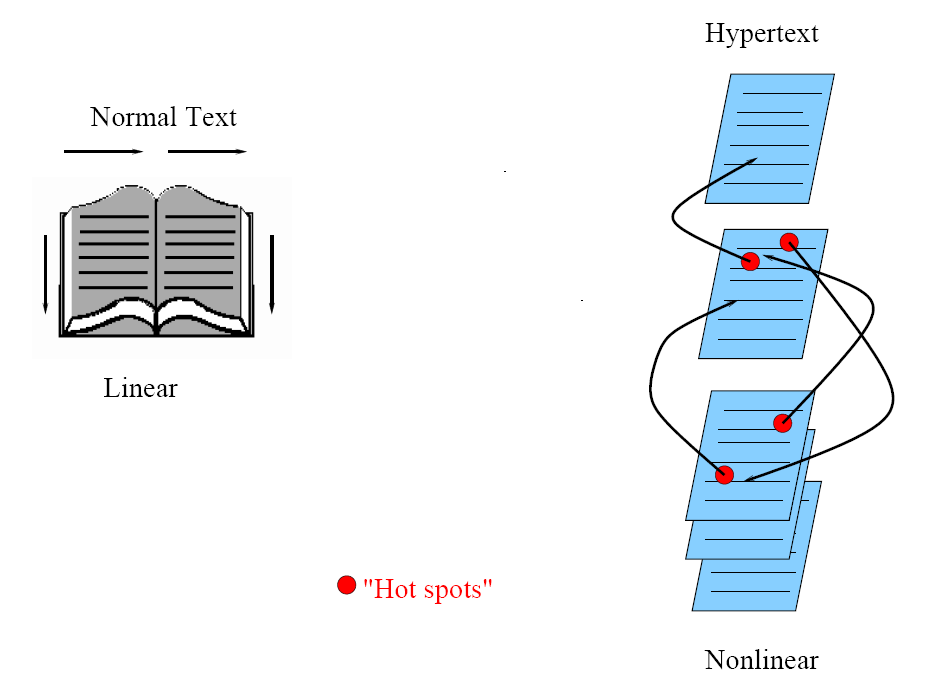 Hypertext
Normal Text
Linear
"Hot spots"
Nonlinear